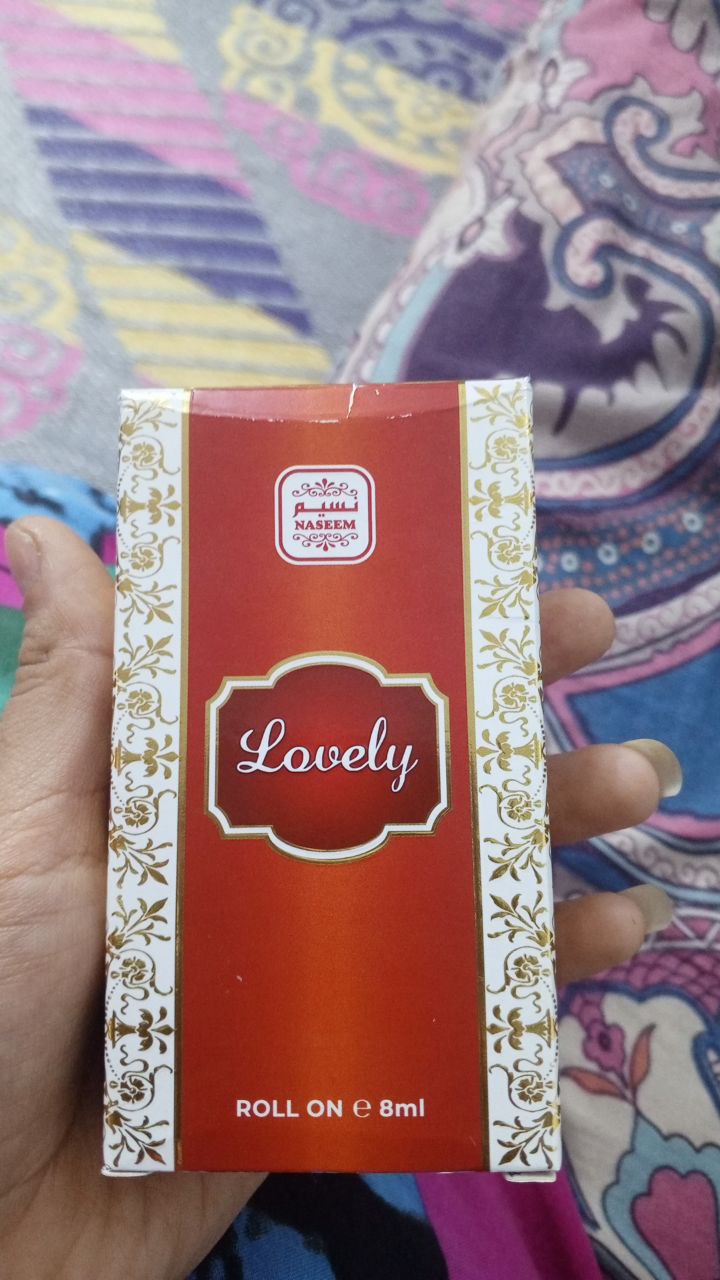 نسيم
NASEEM
Lovely
ROLL ON ℮ 8ml